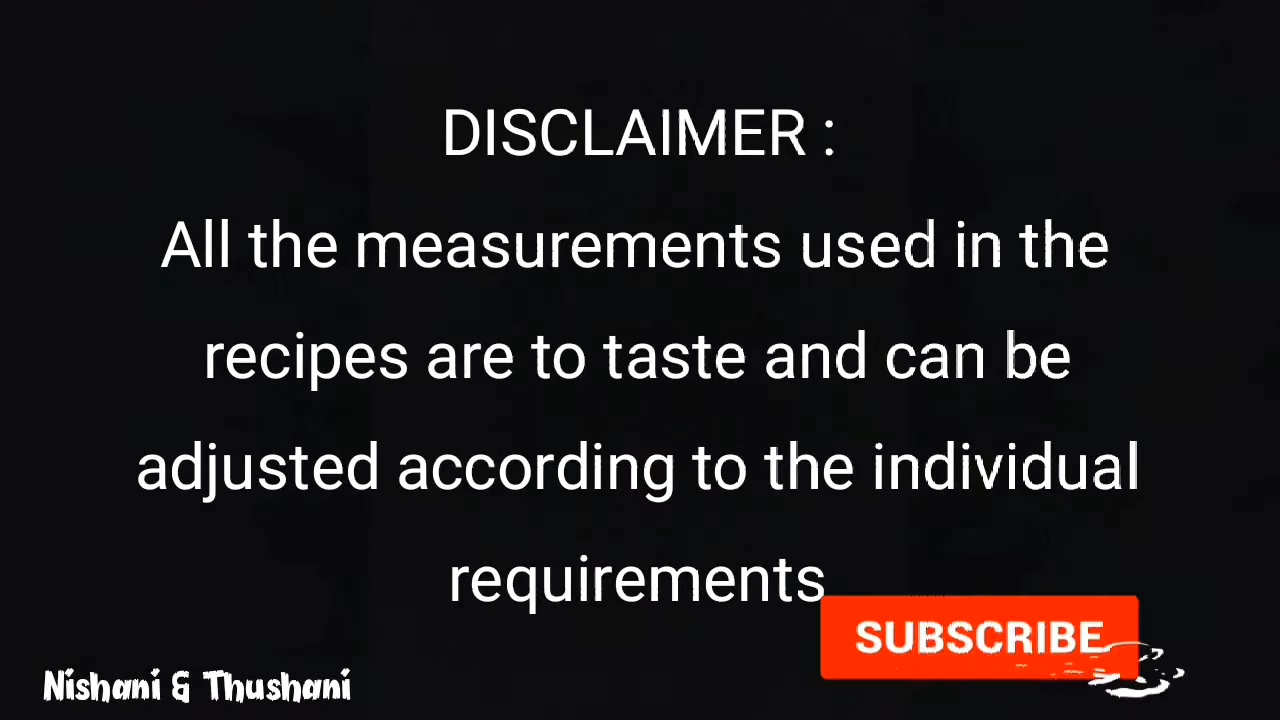 DISCLAIMER :
All the measurements used in the
recipes are to taste and can be
adjusted according to the individual
requirements
SUBSCRIBE
Nishani & Thushani